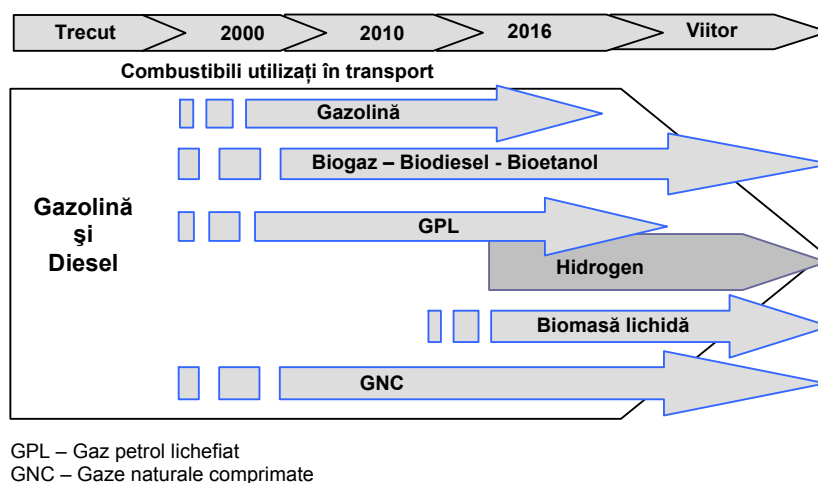 Trecut 2000 2010 2016 Viitor
Combustibili utilizați în transport
Gazolină
Biogaz – Biodiesel - Bioetanol
Gazolină
şi
Diesel
GPL
Hidrogen
Biomasă lichidă
GNC
GPL – Gaz petrol lichefiat
GNC – Gaze naturale comprimate